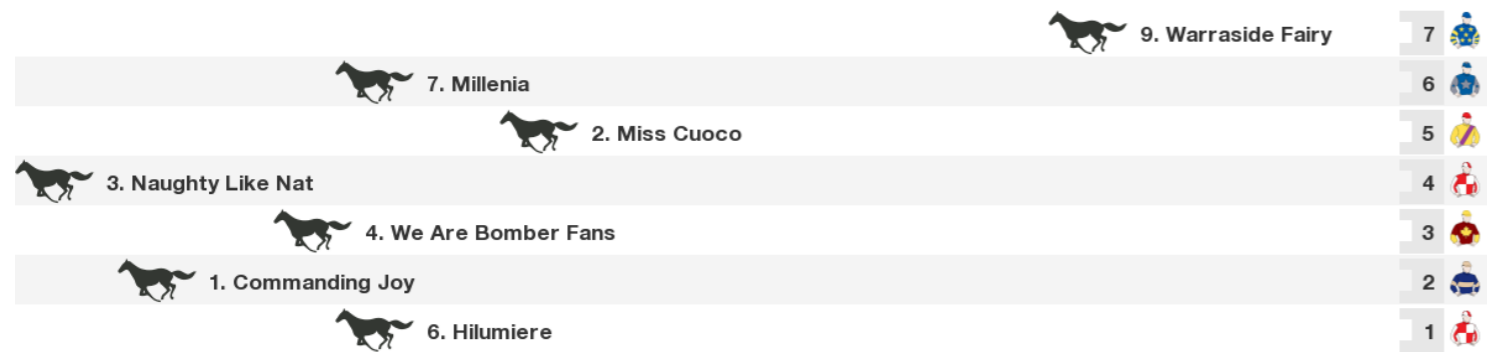 9. Warraside Fairy 7
7. Millenia 6
2. Miss Cuoco 5
3. Naughty Like Nat 4
4. We Are Bomber Fans 3
1. Commanding Joy 2
6. Hilumiere 1